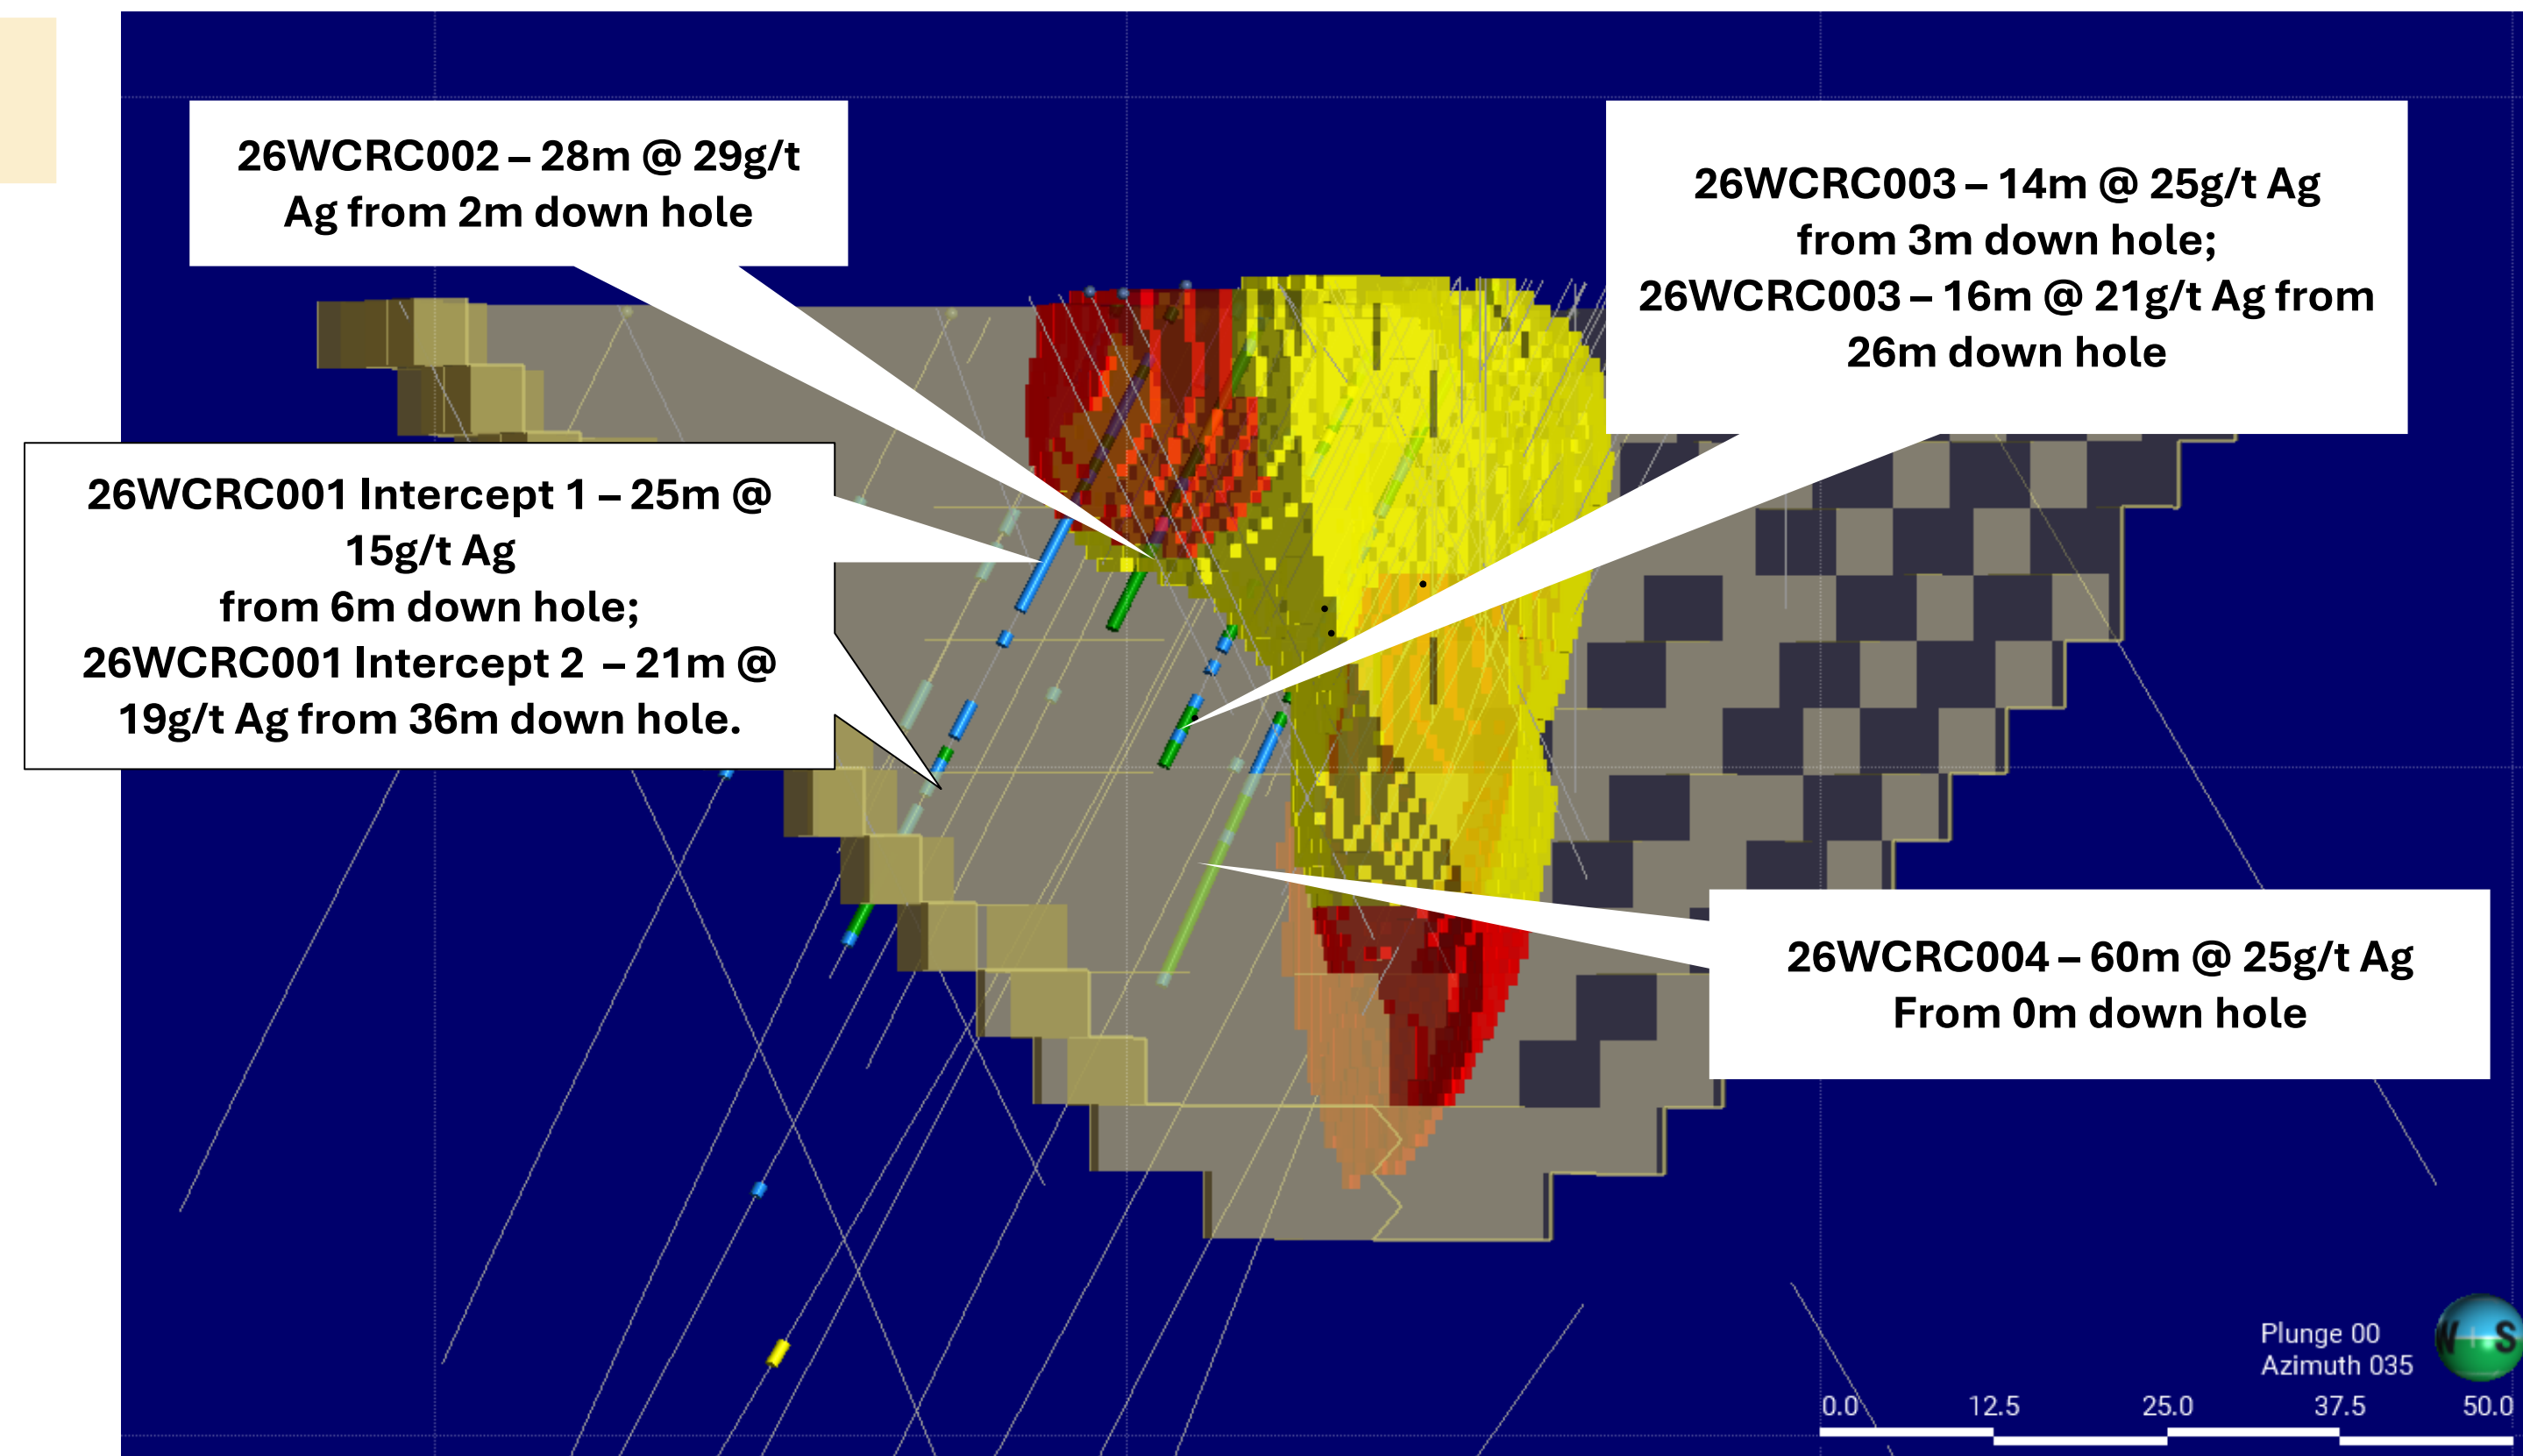 26WCRC002 – 28m @ 29g/t
Ag from 2m down hole
26WCRC003 – 14m @ 25g/t Ag
from 3m down hole;
26WCRC003 – 16m @ 21g/t Ag from
26m down hole
26WCRC001 Intercept 1 – 25m @
15g/t Ag
from 6m down hole;
26WCRC001 Intercept 2 – 21m @
19g/t Ag from 36m down hole.
26WCRC004 – 60m @ 25g/t Ag
From 0m down hole
Plunge 00
Azimuth 035
W S
0.0 12.5 25.0 37.5 50.0